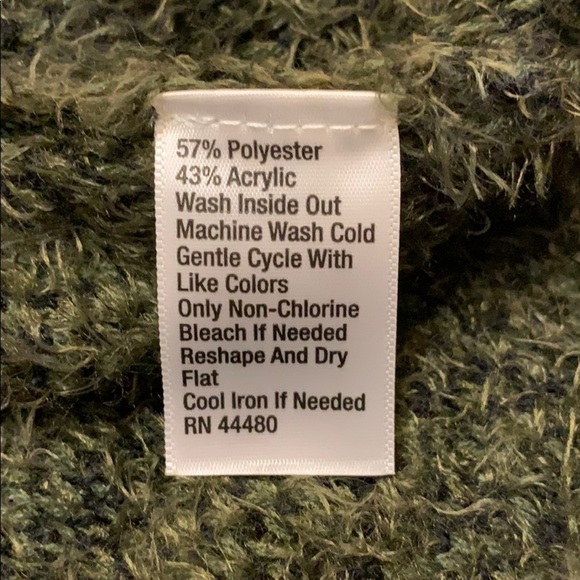 57% Polyester
43% Acrylic
Wash Inside Out
Machine Wash Cold
Gentle Cycle With
Like Colors
Only Non-Chlorine
Bleach If Needed
Reshape And Dry
Flat
Cool Iron If Needed
RN 44480